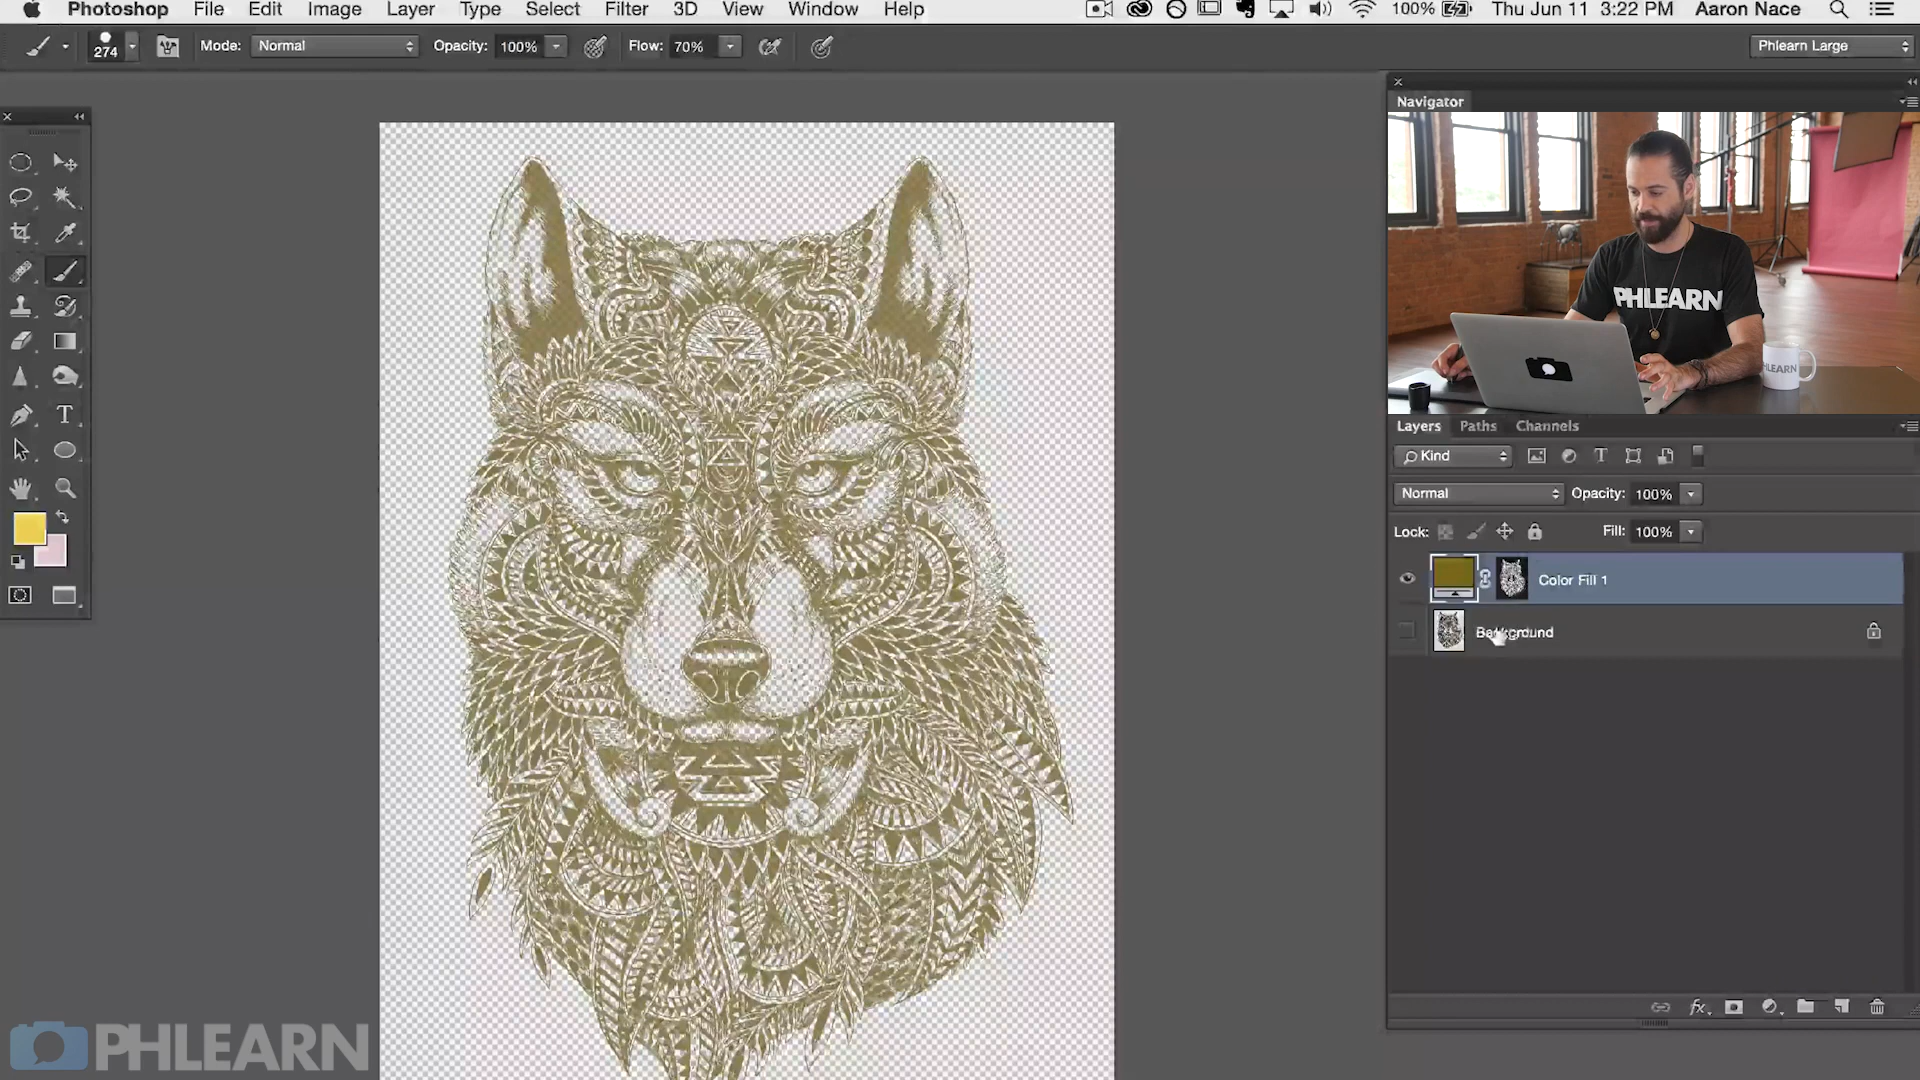 Photoshop File Edit Image Layer Type Select Filter 3D View Window Help 100% Thu Jun 11 3:22 PM Aaron Nace
274 Mode: Normal Opacity: 100% Flow: 70% Phlearn Large
Navigator
PHLEARN
PHLEARN
Layers Paths Channels
Kind
Normal Opacity: 100%
Lock: Fill: 100%
Color Fill 1
Background
fx
PHLEARN